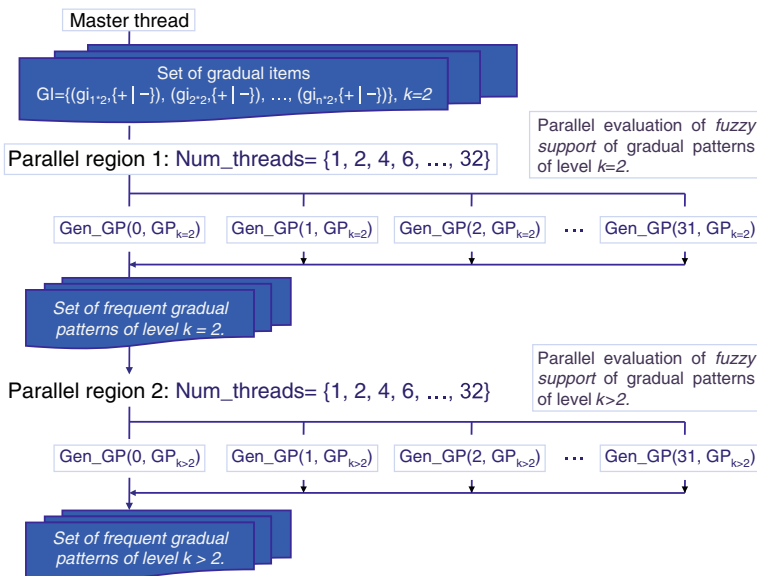 Master thread
Set of gradual items
GI={(gi1*2,{+|−}), (gi2*2,{+|−}), …, (gin*2,{+|−})}, k=2
Parallel evaluation of fuzzy
support of gradual patterns
of level k=2.
Parallel region 1: Num_threads= {1, 2, 4, 6, …, 32}
Gen_GP(0, GPk=2) Gen_GP(1, GPk=2) Gen_GP(2, GPk=2) … Gen_GP(31, GPk=2)
Set of frequent gradual
patterns of level k = 2.
Parallel evaluation of fuzzy
support of gradual patterns
of level k>2.
Parallel region 2: Num_threads= {1, 2, 4, 6, …, 32}
Gen_GP(0, GPk>2) Gen_GP(1, GPk>2) Gen_GP(2, GPk>2) … Gen_GP(31, GPk>2)
Set of frequent gradual
patterns of level k > 2.